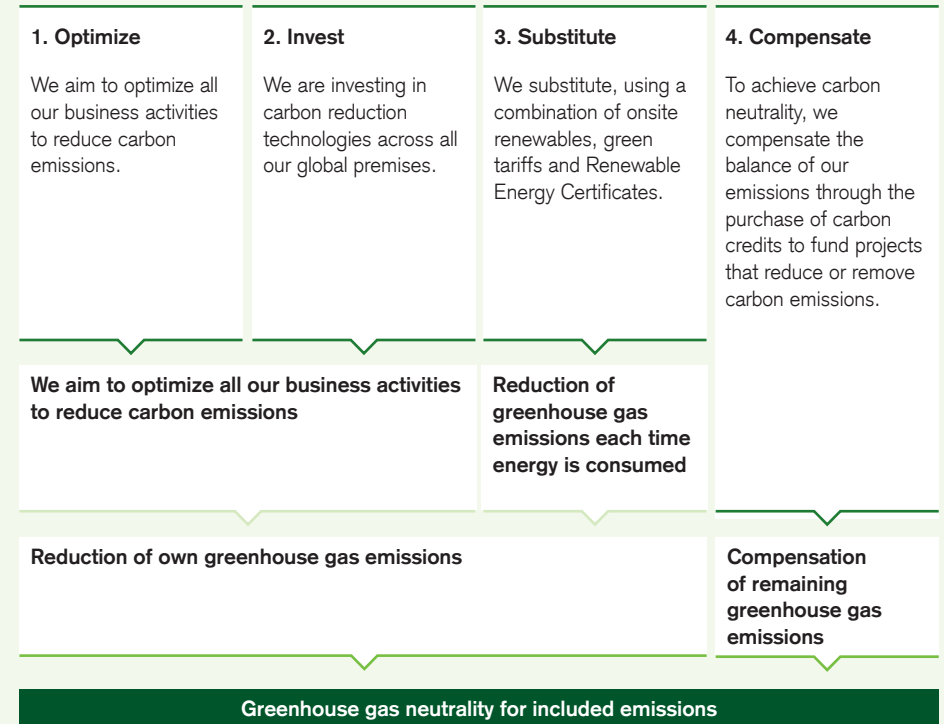 1. Optimize
We aim to optimize all
our business activities
to reduce carbon
emissions.
2. Invest
We are investing in
carbon reduction
technologies across all
our global premises.
3. Substitute
We substitute, using a
combination of onsite
renewables, green
tariffs and Renewable
Energy Certificates.
4. Compensate
To achieve carbon
neutrality, we
compensate the
balance of our
emissions through the
purchase of carbon
credits to fund projects
that reduce or remove
carbon emissions.
We aim to optimize all our business activities
to reduce carbon emissions
Reduction of
greenhouse gas
emissions each time
energy is consumed
Reduction of own greenhouse gas emissions
Compensation
of remaining
greenhouse gas
emissions
Greenhouse gas neutrality for included emissions